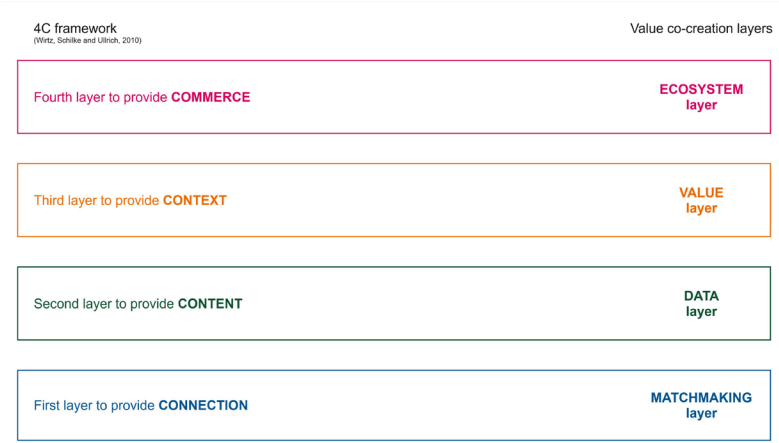 4C framework
(Wirtz, Schilke and Ullrich, 2010)
Value co-creation layers
Fourth layer to provide COMMERCE
ECOSYSTEM
layer
Third layer to provide CONTEXT
VALUE
layer
Second layer to provide CONTENT
DATA
layer
First layer to provide CONNECTION
MATCHMAKING
layer